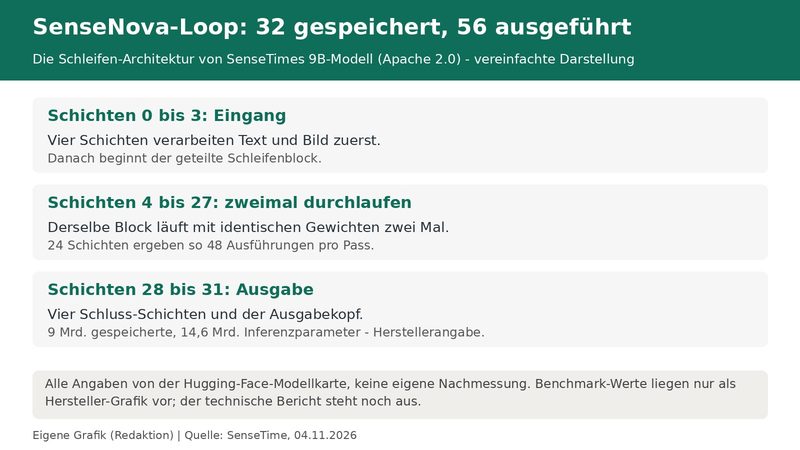 SenseNova-Loop: 32 gespeichert, 56 ausgeführt
Die Schleifen-Architektur von SenseTimes 9B-Modell (Apache 2.0) - vereinfachte Darstellung
Schichten 0 bis 3: Eingang
Vier Schichten verarbeiten Text und Bild zuerst.
Danach beginnt der geteilte Schleifenblock.
Schichten 4 bis 27: zweimal durchlaufen
Derselbe Block läuft mit identischen Gewichten zwei Mal.
24 Schichten ergeben so 48 Ausführungen pro Pass.
Schichten 28 bis 31: Ausgabe
Vier Schluss-Schichten und der Ausgabekopf.
9 Mrd. gespeicherte, 14,6 Mrd. Inferenzparameter - Herstellerangabe.
Alle Angaben von der Hugging-Face-Modellkarte, keine eigene Nachmessung. Benchmark-Werte liegen nur als
Hersteller-Grafik vor; der technische Bericht steht noch aus.
Eigene Grafik (Redaktion) | Quelle: SenseTime, 04.11.2026